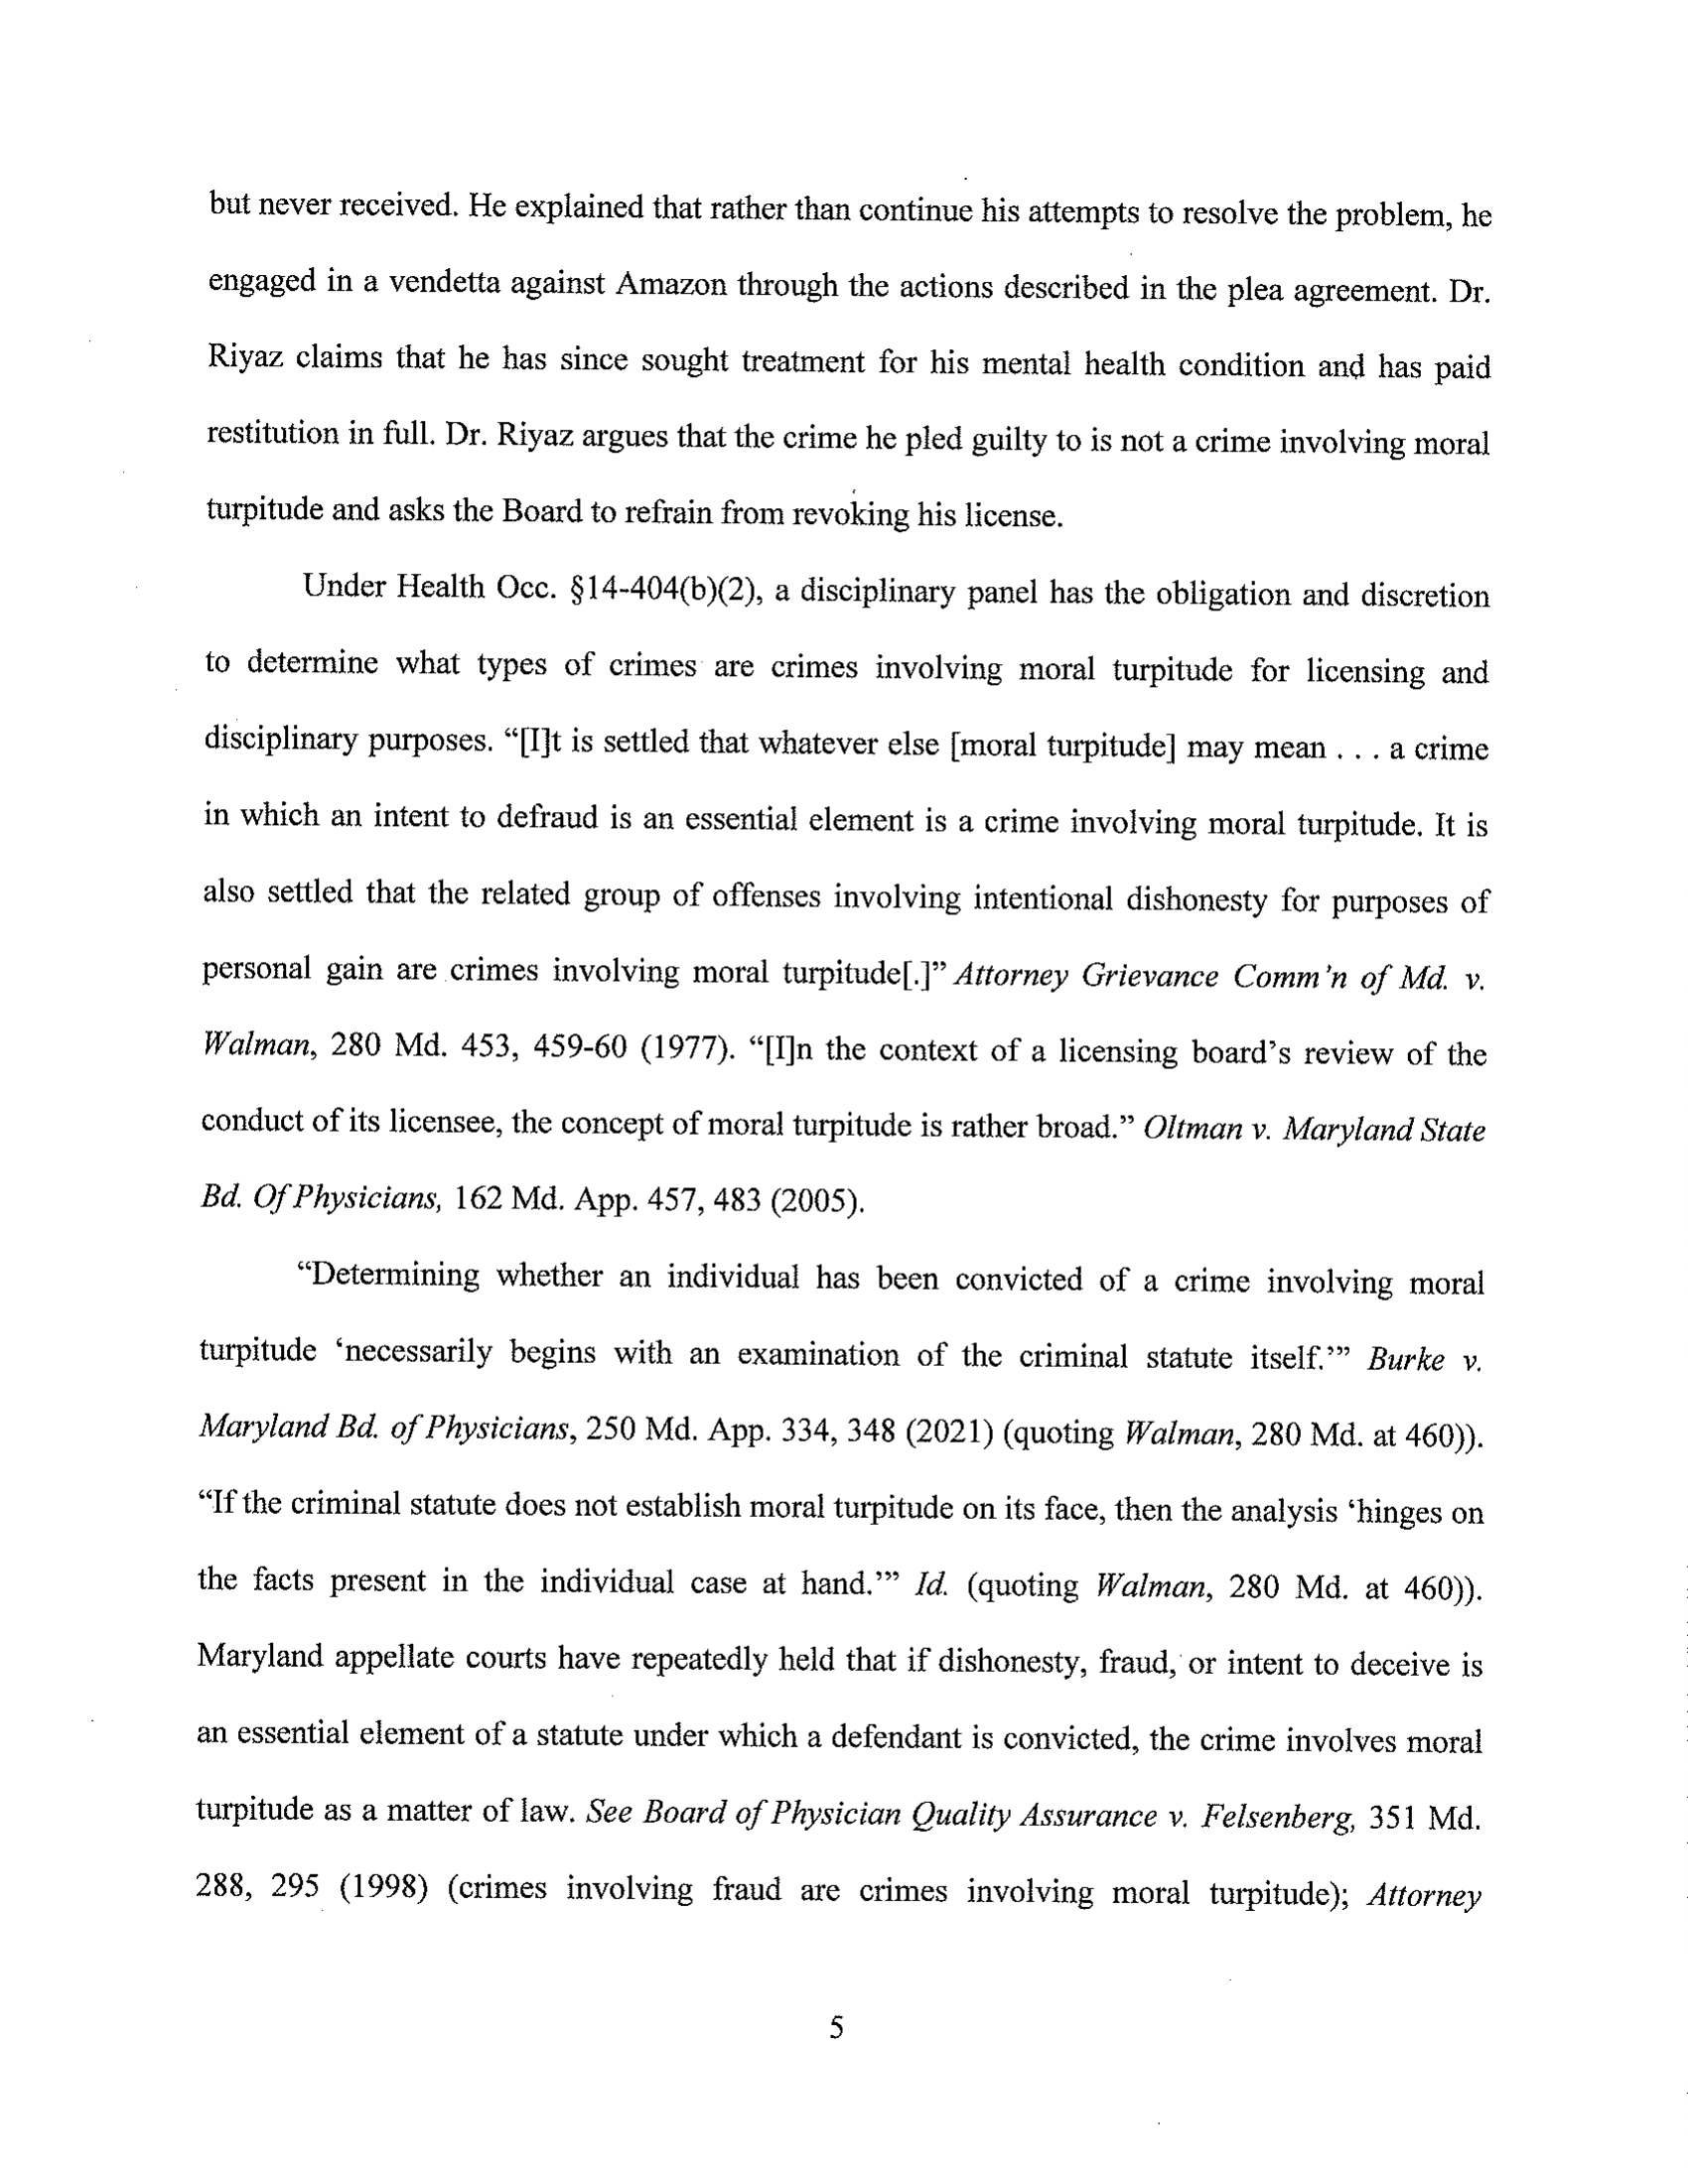 but never received. He explained that rather than continue his attempts to resolve the problem, he
engaged in a vendetta against Amazon through the actions described in the plea agreement. Dr.
Riyaz claims that he has since sought treatment for his mental health condition and has paid
restitution in full. Dr. Riyaz argues that the crime he pled guilty to is not a crime involving moral
turpitude and asks the Board to refrain from revoking his license.
Under Health Occ. §14-404(b)(2), a disciplinary panel has the obligation and discretion
to determine what types of crimes are crimes involving moral turpitude for licensing and
disciplinary purposes. “[I]t is settled that whatever else [moral turpitude] may mean . . . a crime
in which an intent to defraud is an essential element is a crime involving moral turpitude. It is
also settled that the related group of offenses involving intentional dishonesty for purposes of
personal gain are crimes involving moral turpitude[.]” Attorney Grievance Comm’n of Md. v.
Walman, 280 Md. 453, 459-60 (1977). “[I]n the context of a licensing board’s review of the
conduct of its licensee, the concept of moral turpitude is rather broad.” Oltman v. Maryland State
Bd. Of Physicians, 162 Md. App. 457, 483 (2005).
“Determining whether an individual has been convicted of a crime involving moral
turpitude ‘necessarily begins with an examination of the criminal statute itself.’” Burke v.
Maryland Bd. of Physicians, 250 Md. App. 334, 348 (2021) (quoting Walman, 280 Md. at 460)).
“If the criminal statute does not establish moral turpitude on its face, then the analysis ‘hinges on
the facts present in the individual case at hand.’” Id. (quoting Walman, 280 Md. at 460)).
Maryland appellate courts have repeatedly held that if dishonesty, fraud, or intent to deceive is
an essential element of a statute under which a defendant is convicted, the crime involves moral
turpitude as a matter of law. See Board of Physician Quality Assurance v. Felsenberg, 351 Md.
288, 295 (1998) (crimes involving fraud are crimes involving moral turpitude); Attorney
5